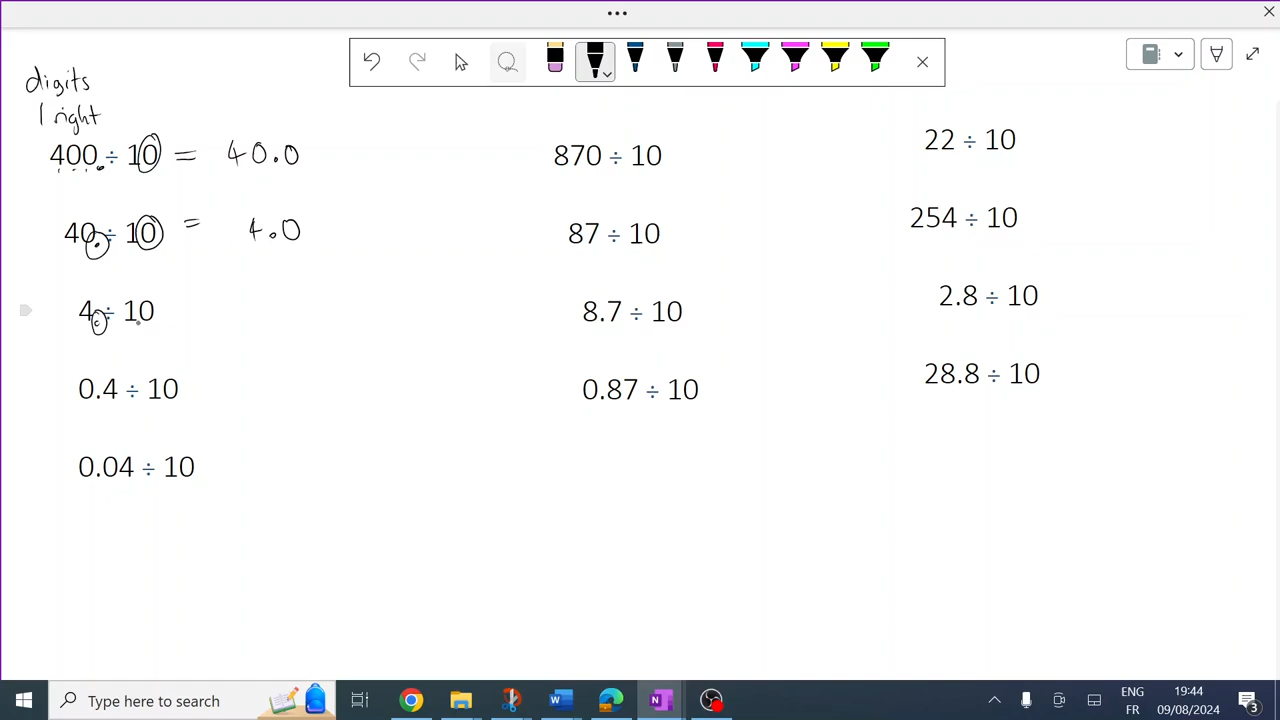 digits
1 right
400 ÷ 10 = 40.0
40 ÷ 10 = 4.0
4 ÷ 10
0.4 ÷ 10
0.04 ÷ 10
870 ÷ 10
87 ÷ 10
8.7 ÷ 10
0.87 ÷ 10
22 ÷ 10
254 ÷ 10
2.8 ÷ 10
28.8 ÷ 10
Type here to search
ENG
FR
19:44
09/08/2024
3